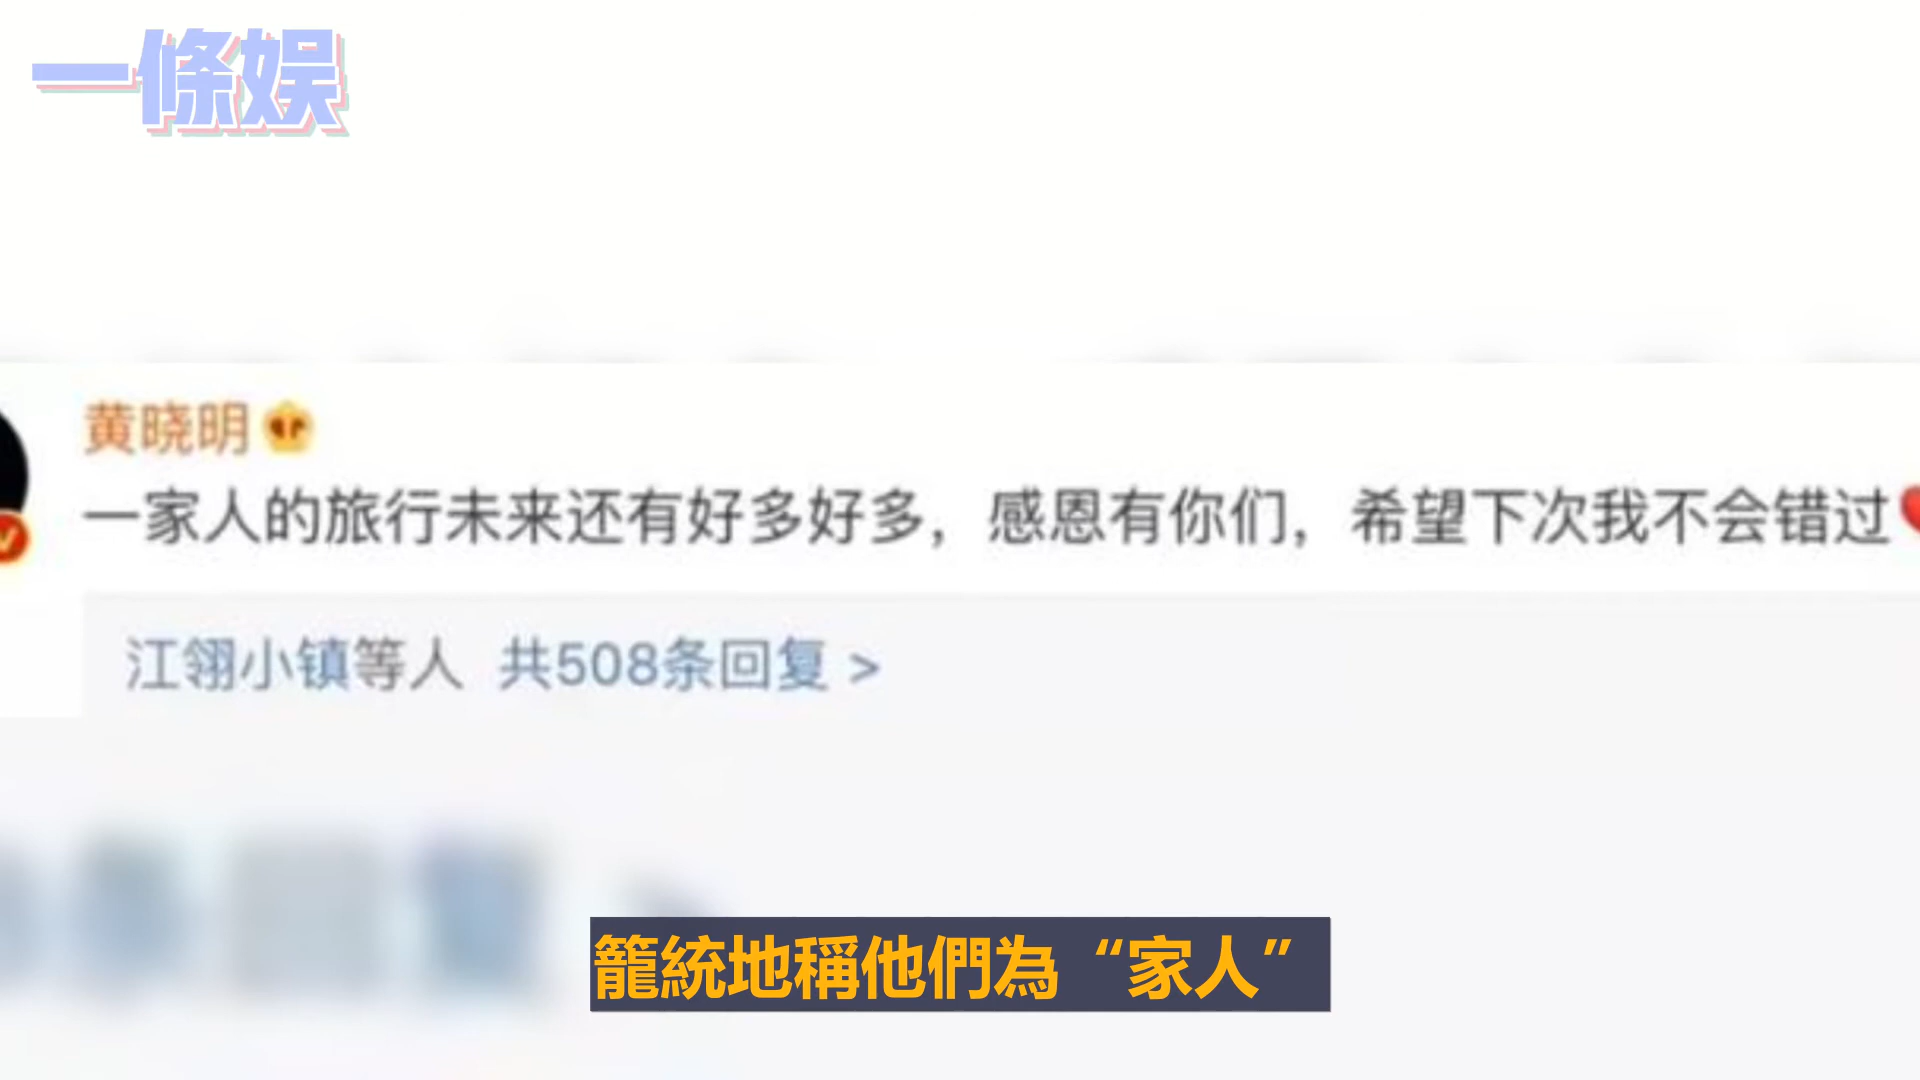 一條娱
黄晓明
一家人的旅行未来还有好多好多，感恩有你们，希望下次我不会错过
江翎小镇等人 共508条回复 >
籠統地稱他們為“家人”